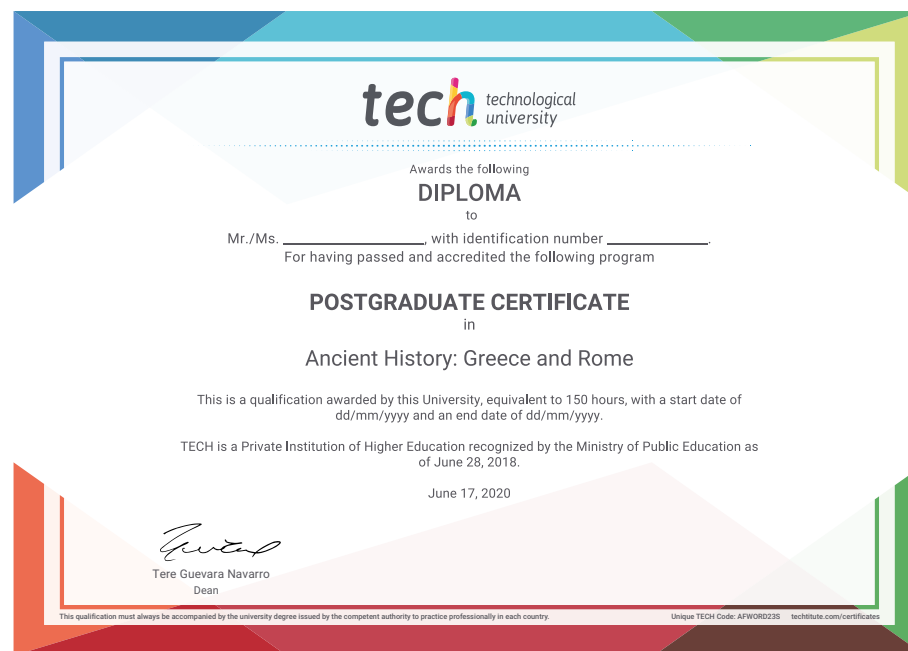 tech technological
university
Awards the following
DIPLOMA
to
Mr./Ms. ____________, with identification number ____________.
For having passed and accredited the following program
POSTGRADUATE CERTIFICATE
in
Ancient History: Greece and Rome
This is a qualification awarded by this University, equivalent to 150 hours, with a start date of
dd/mm/yyyy and an end date of dd/mm/yyyy.
TECH is a Private Institution of Higher Education recognized by the Ministry of Public Education as
of June 28, 2018.
June 17, 2020
Tere Guevara Navarro
Dean
This qualification must always be accompanied by the university degree issued by the competent authority to practice professionally in each country. Unique TECH Code: AFWORD23S techtitute.com/certificates